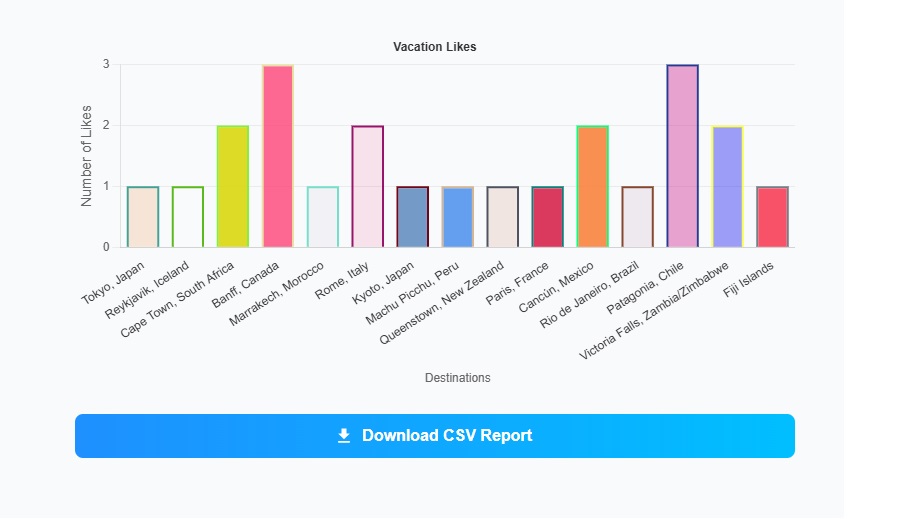 Vacation Likes
Number of Likes
3
2
1
0
Tokyo, Japan
Reykjavik, Iceland
Cape Town, South Africa
Banff, Canada
Marrakech, Morocco
Rome, Italy
Kyoto, Japan
Machu Picchu, Peru
Queenstown, New Zealand
Paris, France
Cancún, Mexico
Rio de Janeiro, Brazil
Patagonia, Chile
Victoria Falls, Zambia/Zimbabwe
Fiji Islands
Destinations
Download CSV Report